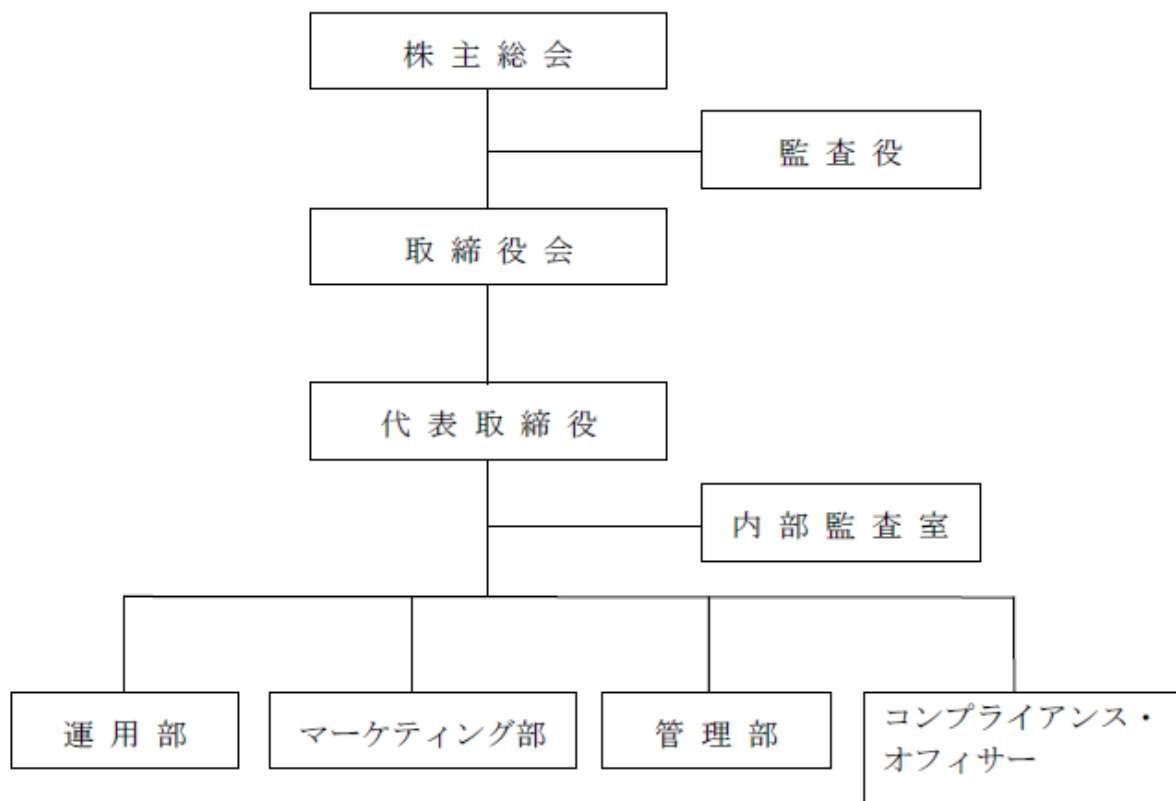 株主総会
監査役
取締役会
代表取締役
内部監査室
運用部
マーケティング部
管理部
コンプライアンス・
オフィサー